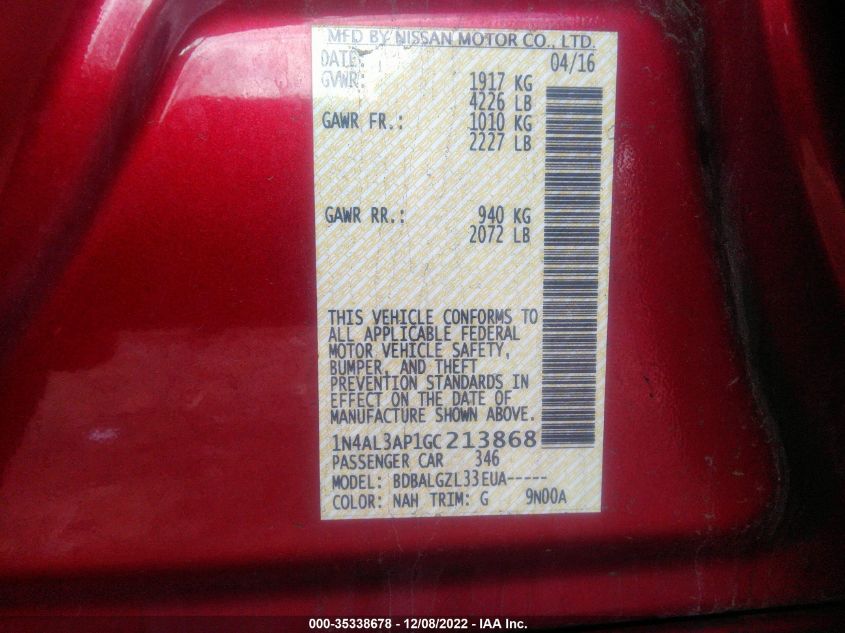 MFD BY NISSAN MOTOR CO., LTD.
DATE: 04/16
GVWR: 1917 KG
4226 LB
GAWR FR.: 1010 KG
2227 LB
GAWR RR.: 940 KG
2072 LB
THIS VEHICLE CONFORMS TO
ALL APPLICABLE FEDERAL
MOTOR VEHICLE SAFETY,
BUMPER, AND THEFT
PREVENTION STANDARDS IN
EFFECT ON THE DATE OF
MANUFACTURE SHOWN ABOVE.
1N4AL3AP1GC213868
PASSENGER CAR 346
MODEL: BDBALGZL33EUA-----
COLOR: NAH TRIM: G 9N00A
000-35338678 - 12/08/2022 - IAA Inc.